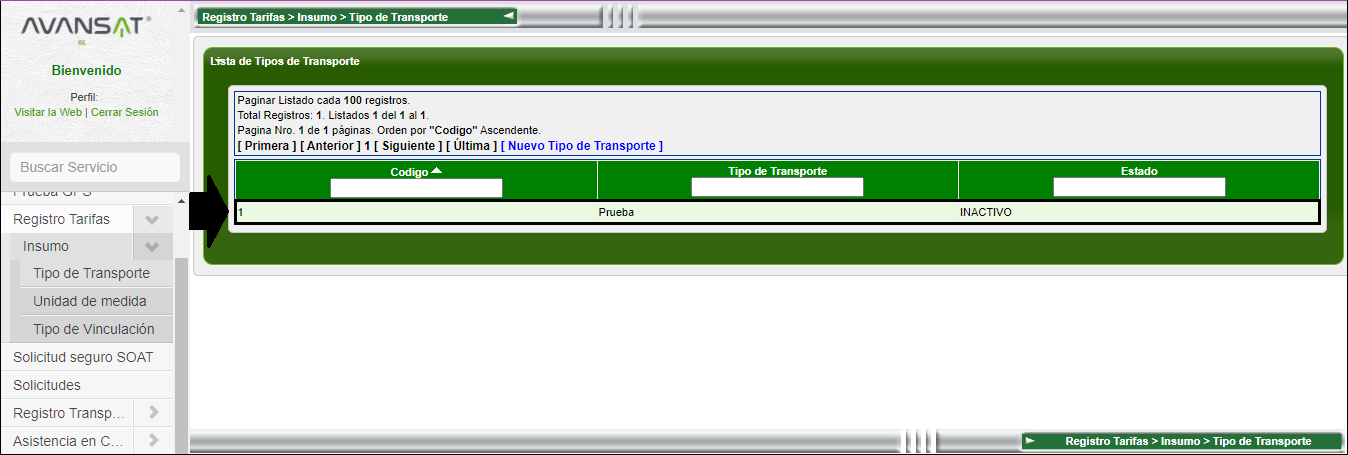 AVANSAT®
GL
Bienvenido
Perfil:
Visitar la Web | Cerrar Sesión
Buscar Servicio
Prueba GPS
Registro Tarifas
Insumo
Tipo de Transporte
Unidad de medida
Tipo de Vinculación
Solicitud seguro SOAT
Solicitudes
Registro Transp...
Asistencia en C...
Registro Tarifas > Insumo > Tipo de Transporte
Lista de Tipos de Transporte
Paginar Listado cada 100 registros.
Total Registros: 1. Listados 1 del 1 al 1.
Pagina Nro. 1 de 1 páginas. Orden por "Codigo" Ascendente.
[ Primera ] [ Anterior ] 1 [ Siguiente ] [ Última ] [ Nuevo Tipo de Transporte ]
Codigo Tipo de Transporte Estado
1 Prueba INACTIVO
Registro Tarifas > Insumo > Tipo de Transporte